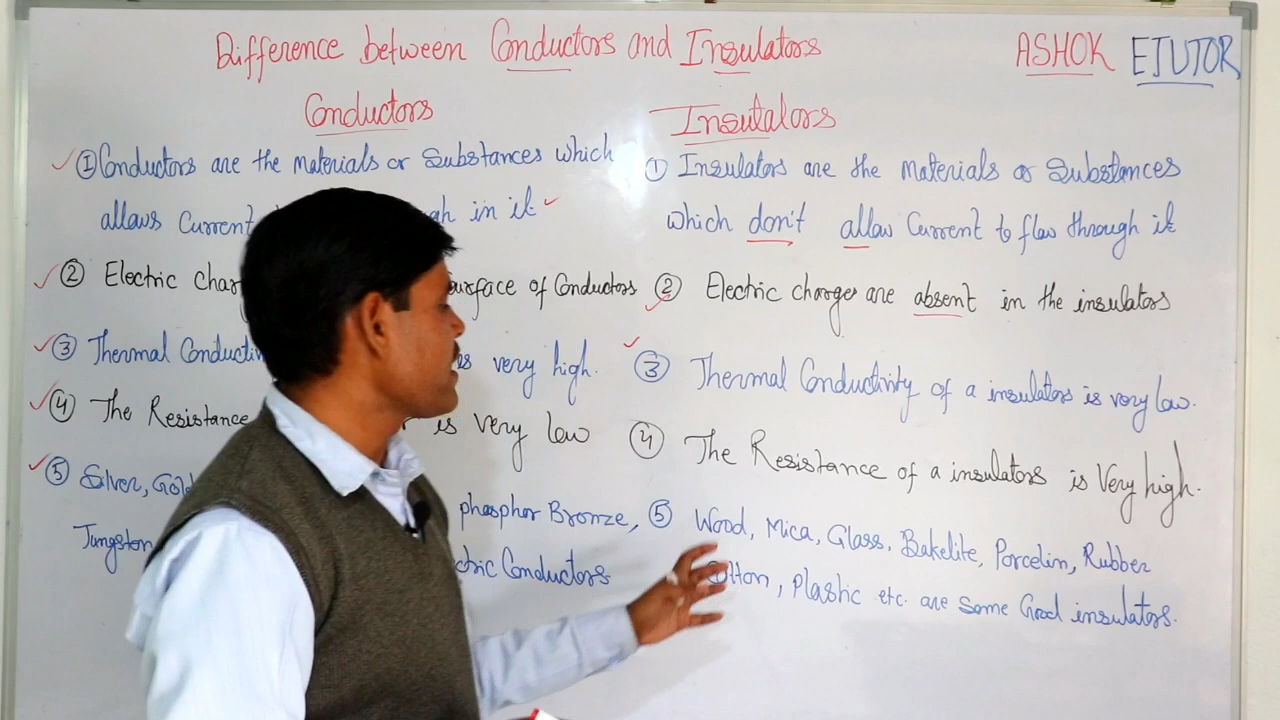 Difference between Conductors and Insulators
ASHOK EJUTOR
Conductors
① Conductors are the materials or Substances which
allows Current in it
② Electric surface of Conductors
③ Thermal is very high.
④ The Resistance is very low
⑤ Silver, Gold phosphor Bronze,
Tungsten Conductors
Insulators
① Insulators are the Materials or Substances
which don't allow Current to flow through it
② Electric charges are absent in the insulators
③ Thermal Conductivity of a insulators is very low.
④ The Resistance of a insulators is Very high.
⑤ Wood, Mica, Glass, Bakelite, Porcelin, Rubber
Cotton, Plastic etc. are Some Good insulators.